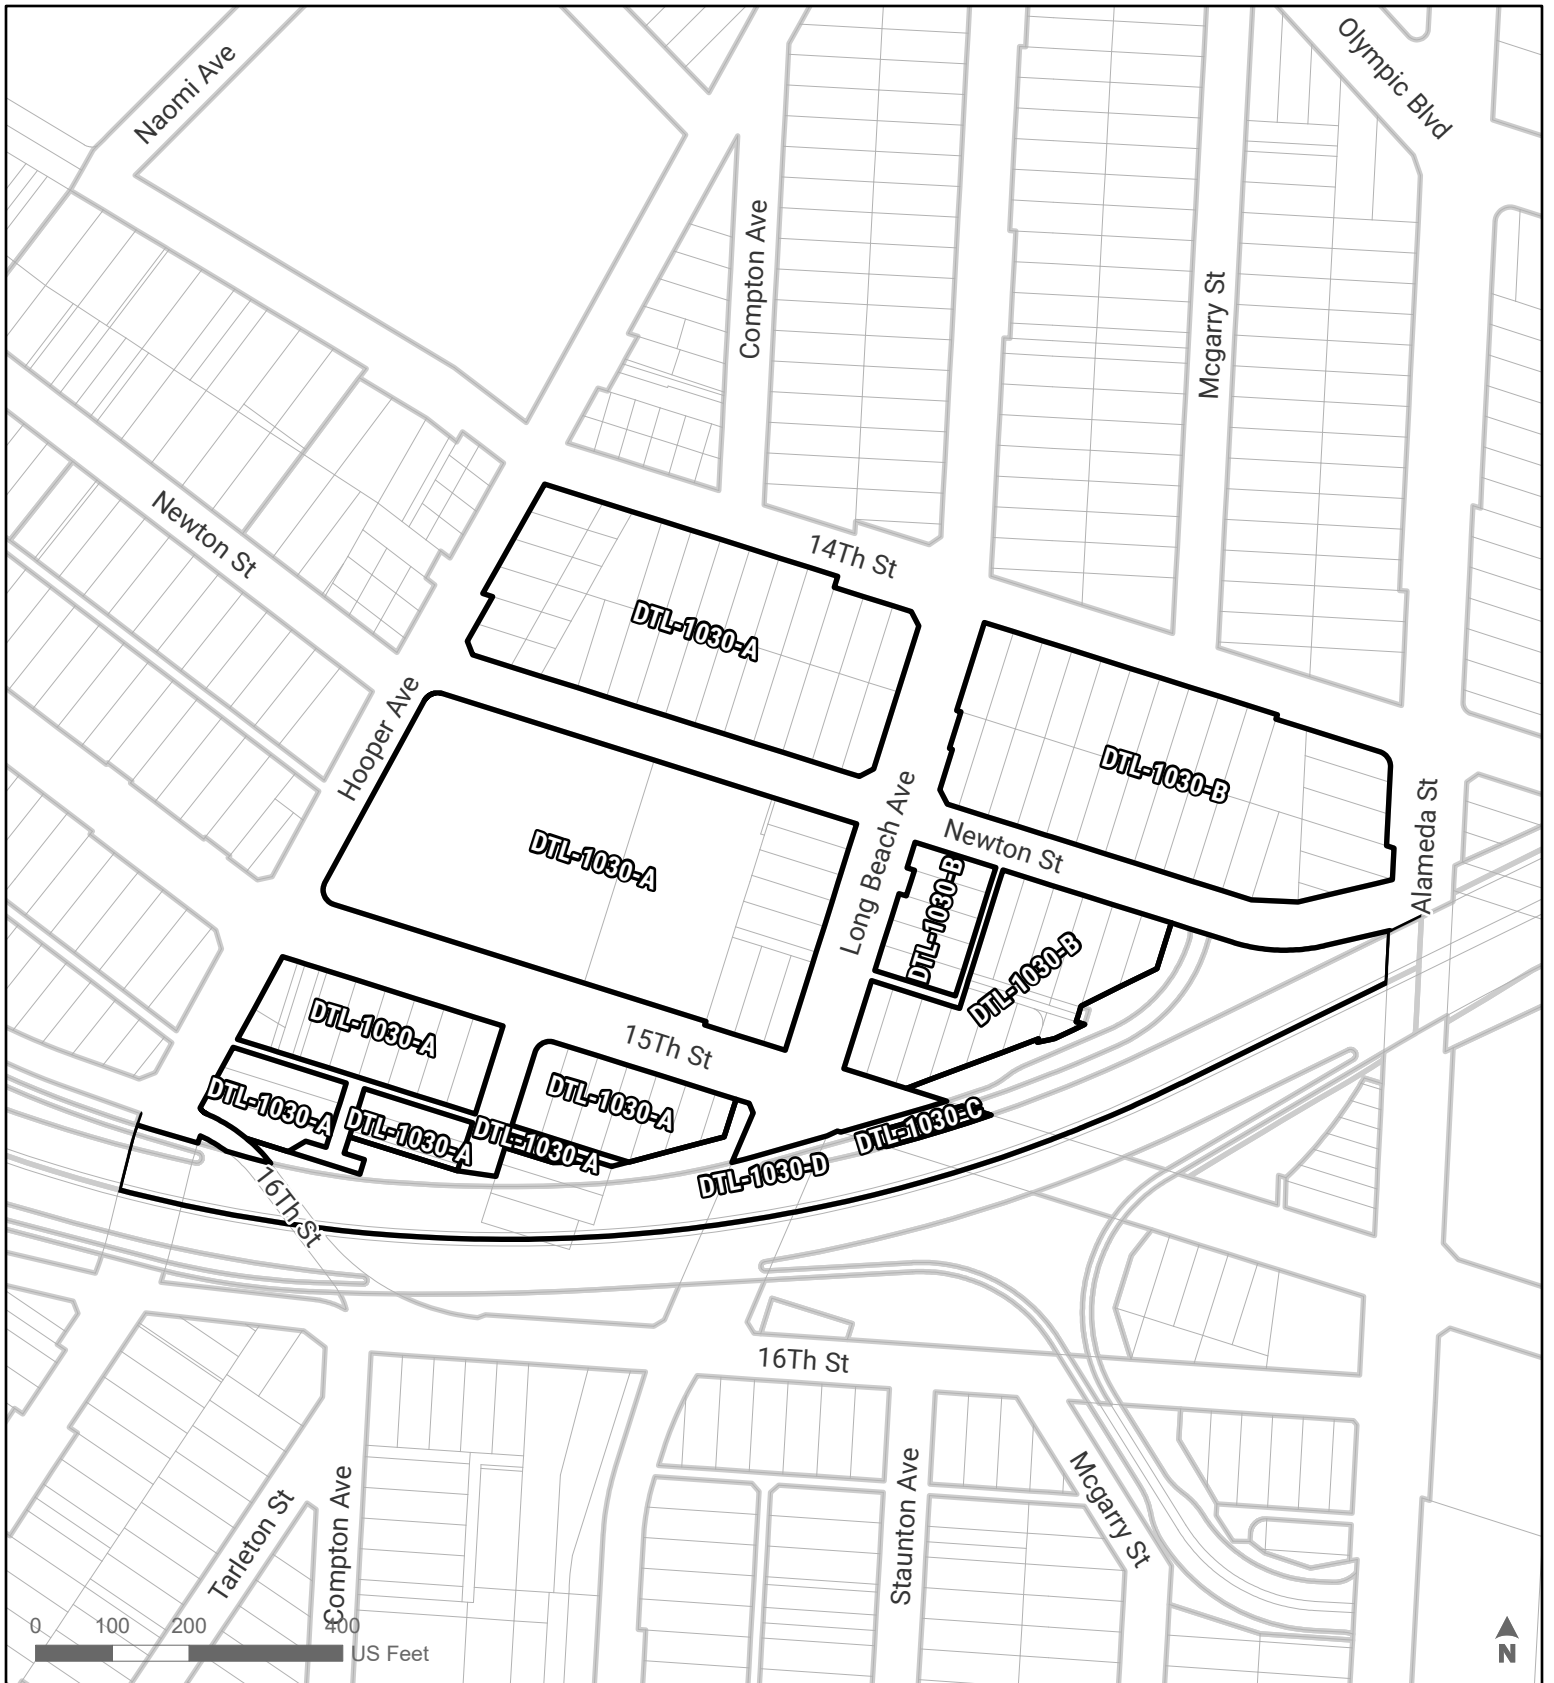 Naomi Ave
Olympic Blvd
Compton Ave
Mcgarry St
Newton St
14Th St
DTL-1030-A
Hooper Ave
DTL-1030-B
Long Beach Ave
Alameda St
Newton St
DTL-1030-A
DTL-1030-B
DTL-1030-B
DTL-1030-A
15Th St
DTL-1030-A
DTL-1030-A
DTL-1030-A
DTL-1030-A
DTL-1030-C
DTL-1030-D
16Th St
16Th St
Mcgarry St
Staunton Ave
Compton Ave
Tarleton St
0 100 200 400
US Feet
N